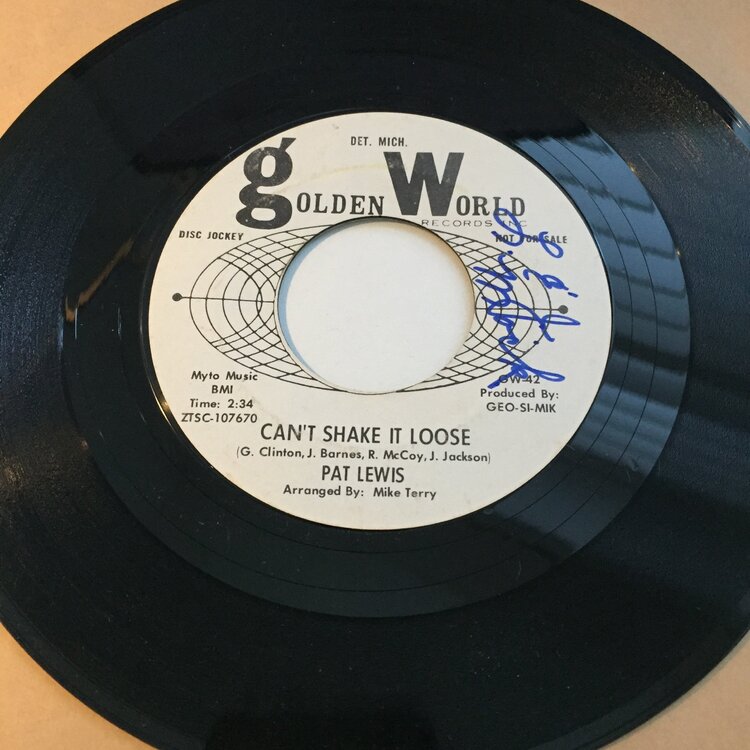 DET. MICH.
golden World
RECORDS INC
DISC JOCKEY
NOT FOR SALE
Myto Music
BMI
Time: 2:34
ZTSC-107670
GW-42
Produced By:
GEO-SI-MIK
CAN'T SHAKE IT LOOSE
(G. Clinton, J. Barnes, R. McCoy, J. Jackson)
PAT LEWIS
Arranged By: Mike Terry